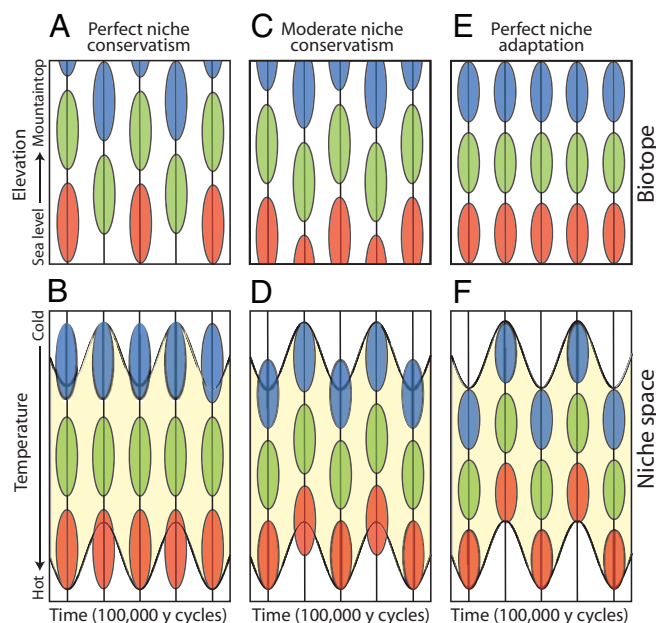 A
Perfect niche
conservatism
C
Moderate niche
conservatism
E
Perfect niche
adaptation
Elevation
Sea level
Mountaintop
Biotope
B
D
F
Temperature
Cold
Hot
Niche space
Time (100,000 y cycles)
Time (100,000 y cycles)
Time (100,000 y cycles)